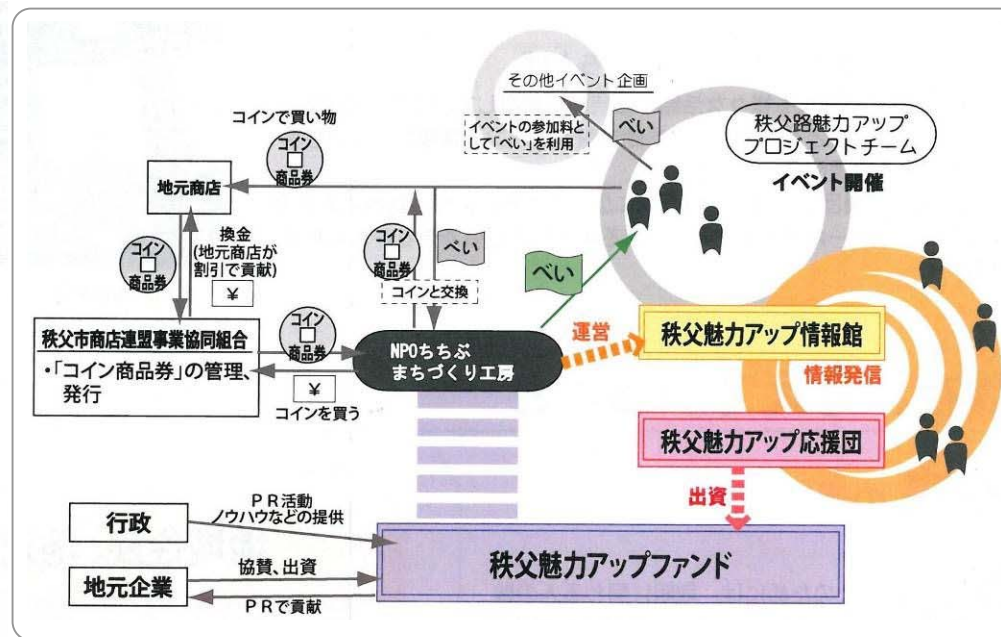 その他イベント企画
コインで買い物
コイン
商品券
イベントの参加料と
して「べい」を利用
べい
秩父路魅力アップ
プロジェクトチーム
イベント開催
地元商店
コイン
商品券
換金
(地元商店が
割引で貢献)
¥
コイン
商品券
べい
コインと交換
べい
秩父市商店連盟事業協同組合
・「コイン商品券」の管理、
発行
コイン
商品券
¥
コインを買う
NPOちちぶ
まちづくり工房
運営
秩父魅力アップ情報館
情報発信
秩父魅力アップ応援団
出資
行政
PR活動
ノウハウなどの提供
地元企業
協賛、出資
PRで貢献
秩父魅力アップファンド